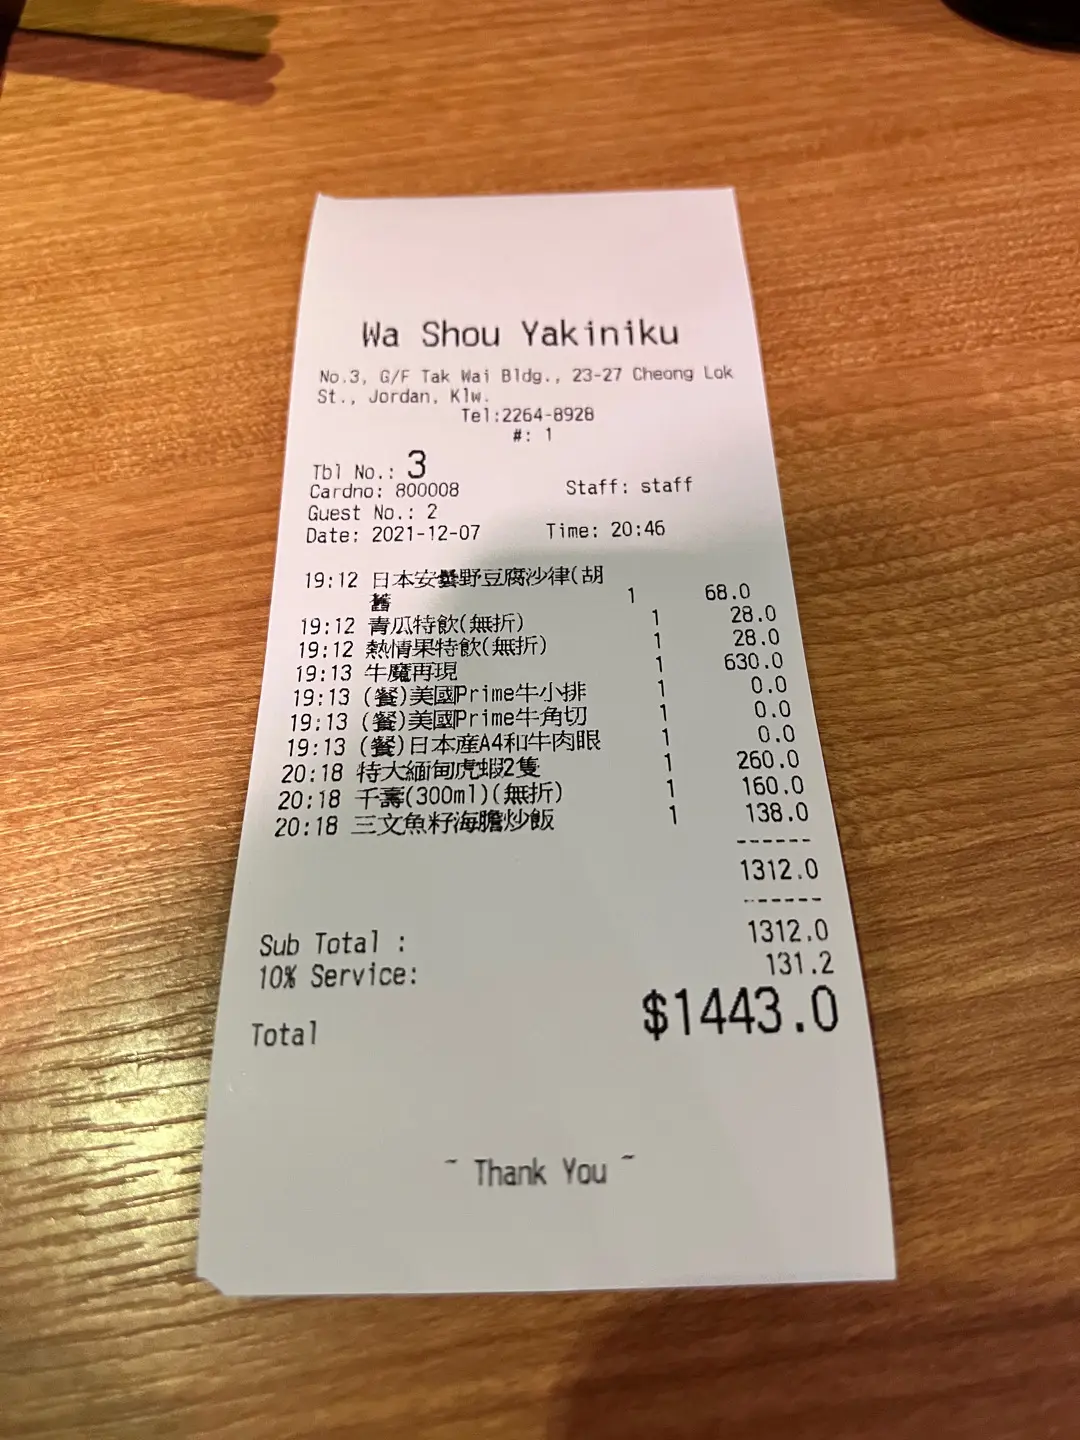 Wa Shou Yakiniku
No.3, G/F Tak Wai Bldg., 23-27 Cheong Lok
St., Jordan, Klw.
Tel:2264-8928
#: 1
Tbl No.: 3
Cardno: 800008 Staff: staff
Guest No.: 2
Date: 2021-12-07 Time: 20:46
19:12 日本安曇野豆腐沙律(胡
舊 1 68.0
19:12 青瓜特飲(無折) 1 28.0
19:12 熱情果特飲(無折) 1 28.0
19:13 牛魔再現 1 630.0
19:13 (餐)美國Prime牛小排 1 0.0
19:13 (餐)美國Prime牛角切 1 0.0
19:13 (餐)日本産A4和牛肉眼 1 0.0
20:18 特大緬甸虎蝦2隻 1 260.0
20:18 千壽(300ml)(無折) 1 160.0
20:18 三文魚籽海膽炒飯 1 138.0
------
1312.0
------
Sub Total : 1312.0
10% Service: 131.2
Total $1443.0
~ Thank You ~